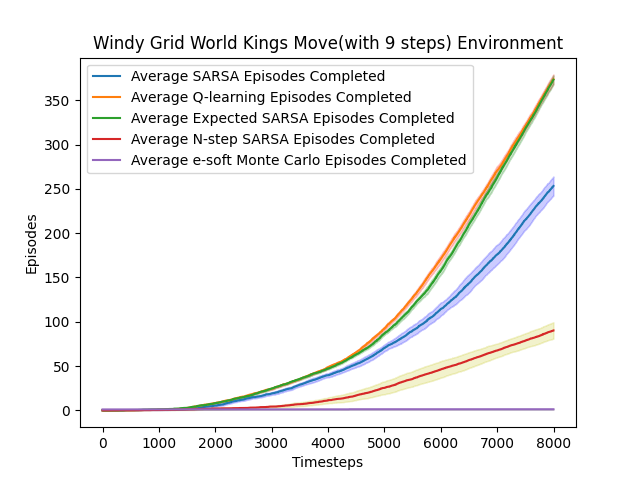 Windy Grid World Kings Move(with 9 steps) Environment
Average SARSA Episodes Completed
Average Q-learning Episodes Completed
Average Expected SARSA Episodes Completed
Average N-step SARSA Episodes Completed
Average e-soft Monte Carlo Episodes Completed
350
300
250
200
150
100
50
0
Episodes
0 1000 2000 3000 4000 5000 6000 7000 8000
Timesteps